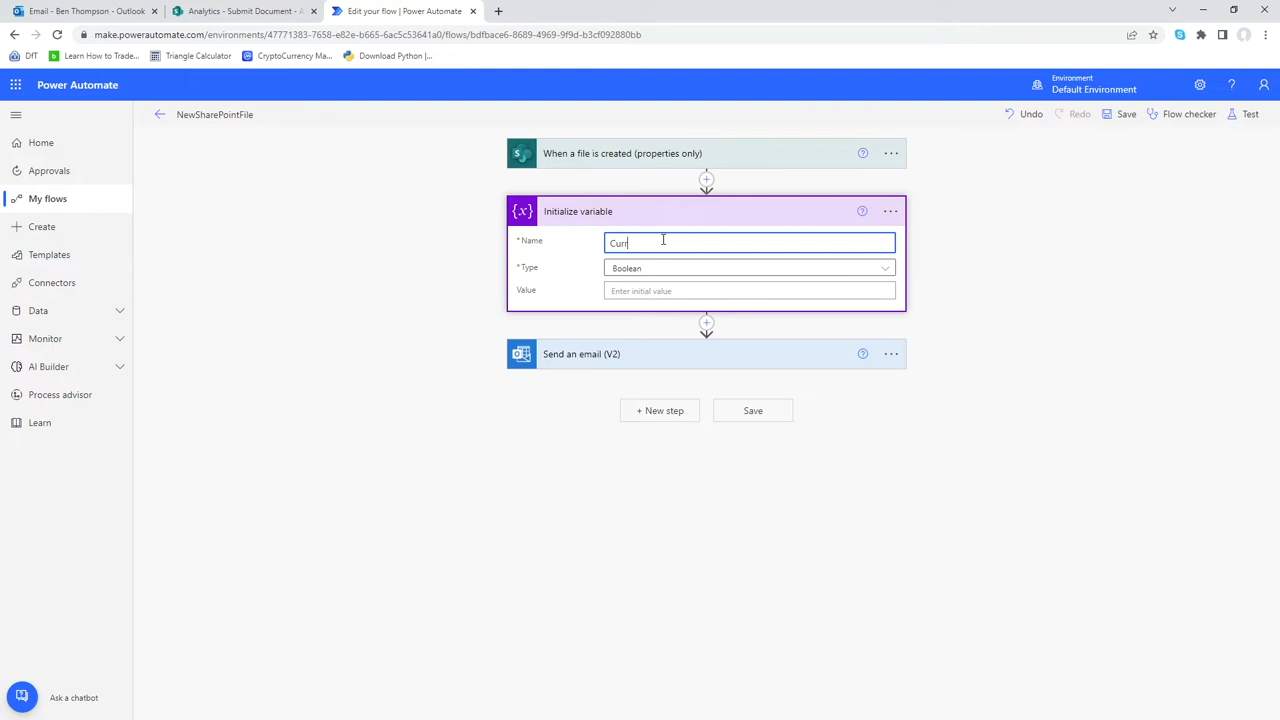 Email - Ben Thompson - Outlook
Analytics - Submit Document - A
Edit your flow | Power Automate
make.powerautomate.com/environments/47771383-7658-e82e-b665-6ac5c53641a0/flows/bdfbace6-8689-4969-9f9d-b3cf092880bb
DfT
Learn How to Trade...
Triangle Calculator
CryptoCurrency Ma...
Download Python |...
Power Automate
Environment
Default Environment
NewSharePointFile
Undo
Redo
Save
Flow checker
Test
Home
Approvals
My flows
Create
Templates
Connectors
Data
Monitor
AI Builder
Process advisor
Learn
Ask a chatbot
When a file is created (properties only)
{x} Initialize variable
* Name
Curr
* Type
Boolean
Value
Enter initial value
Send an email (V2)
+ New step
Save